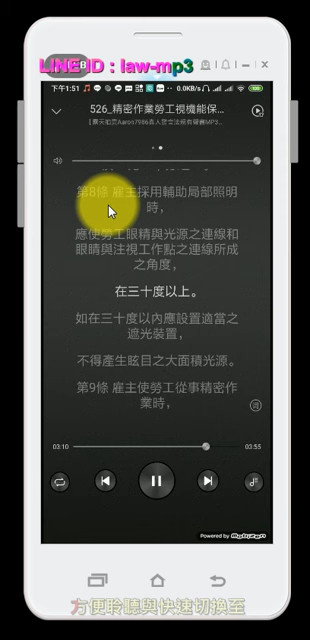 LINE ID：law-mp3
下午1:51
0.0KB/s
526_精密作業勞工視機能保...
第8條 雇主採用輔助局部照明
時，
應使勞工眼睛與光源之連線和
眼睛與注視工作點之連線所成
之角度，
在三十度以上。
如在三十度以內應設置適當之
遮光裝置，
不得產生眩目之大面積光源。
第9條 雇主使勞工從事精密作
業時，
詞
03:10
03:55
Powered by
方便聆聽與快速切換至